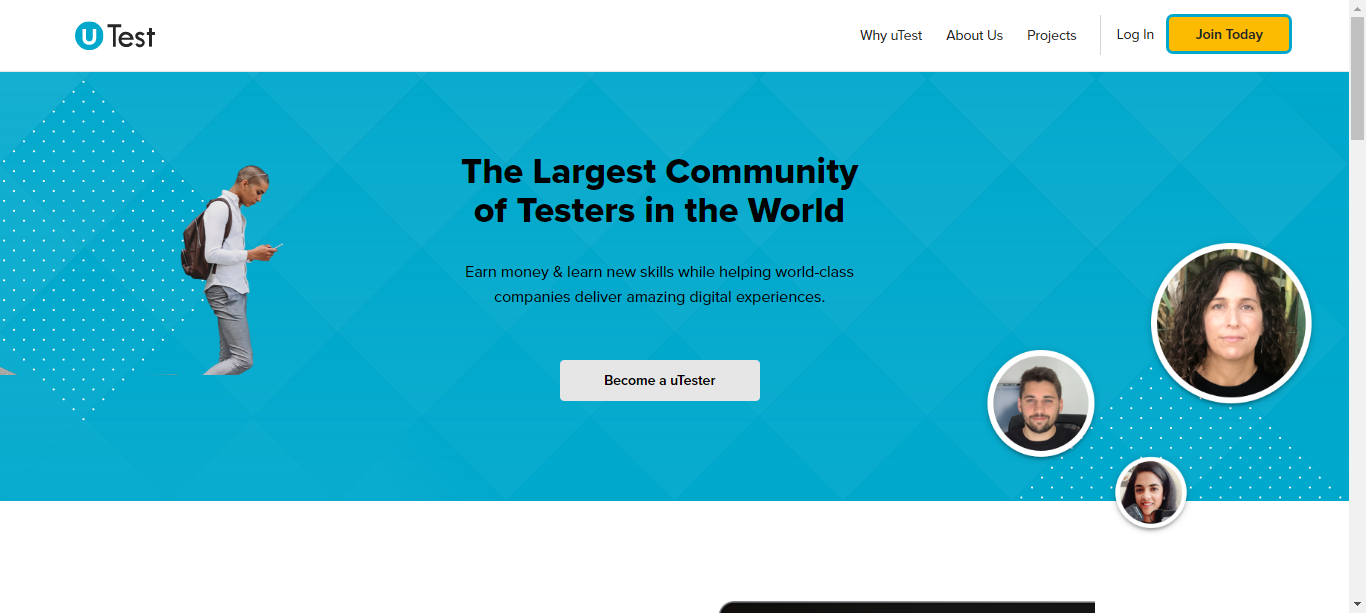 uTest
Why uTest
About Us
Projects
Log In
Join Today
The Largest Community
of Testers in the World
Earn money & learn new skills while helping world-class
companies deliver amazing digital experiences.
Become a uTester